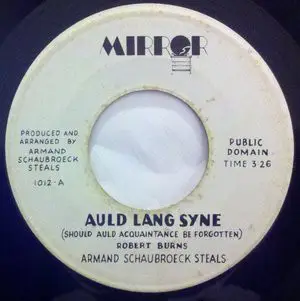 MIRROR
PRODUCED AND
ARRANGED BY
ARMAND
SCHAUBROECK
STEALS
1012-A
PUBLIC
DOMAIN
TIME 3:26
AULD LANG SYNE
(SHOULD AULD ACQUAINTANCE BE FORGOTTEN)
ROBERT BURNS
ARMAND SCHAUBROECK STEALS